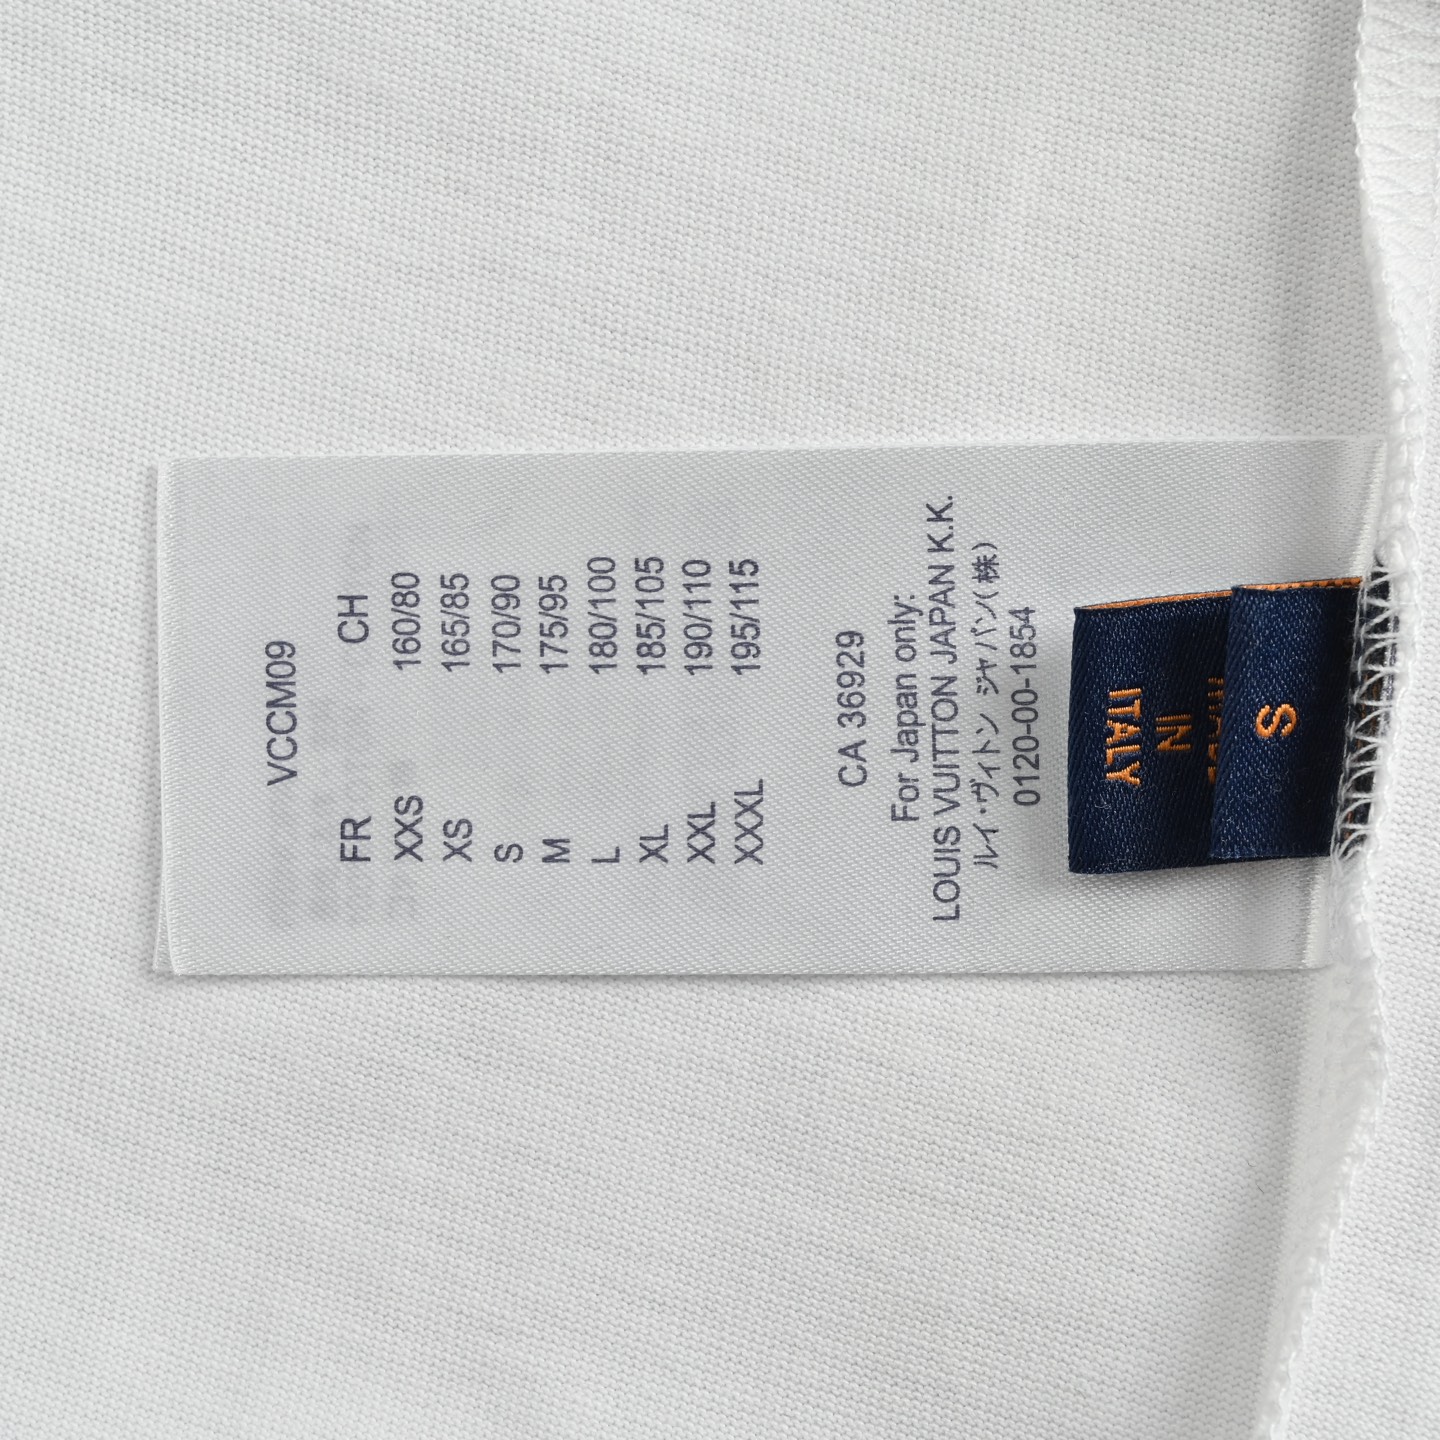 VCCM09
FR CH
XXS 160/80
XS 165/85
S 170/90
M 175/95
L 180/100
XL 185/105
XXL 190/110
XXXL 195/115
CA 36929
For Japan only:
LOUIS VUITTON JAPAN K.K.
ルイ・ヴィトン ジャパン(株)
0120-00-1854
S
IN
ITALY